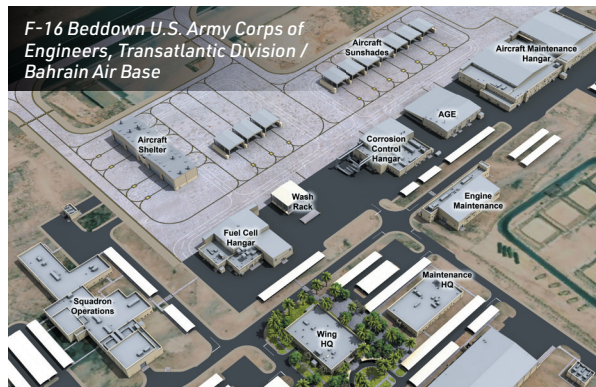 F-16 Beddown U.S. Army Corps of
Engineers, Transatlantic Division /
Bahrain Air Base
Aircraft
Sunshades
Aircraft Maintenance
Hangar
AGE
Aircraft
Shelter
Corrosion
Control
Hangar
Wash
Rack
Engine
Maintenance
Fuel Cell
Hangar
Maintenance
HQ
Squadron
Operations
Wing
HQ